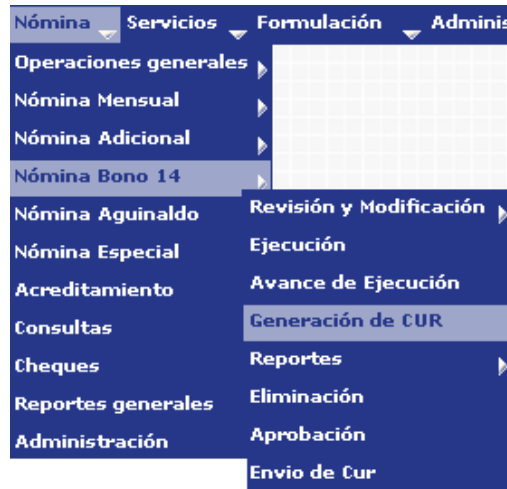 Nómina Servicios Formulación Adminis
Operaciones generales
Nómina Mensual
Nómina Adicional
Nómina Bono 14
Nómina Aguinaldo
Nómina Especial
Acreditamiento
Consultas
Cheques
Reportes generales
Administración
Revisión y Modificación
Ejecución
Avance de Ejecución
Generación de CUR
Reportes
Eliminación
Aprobación
Envio de Cur